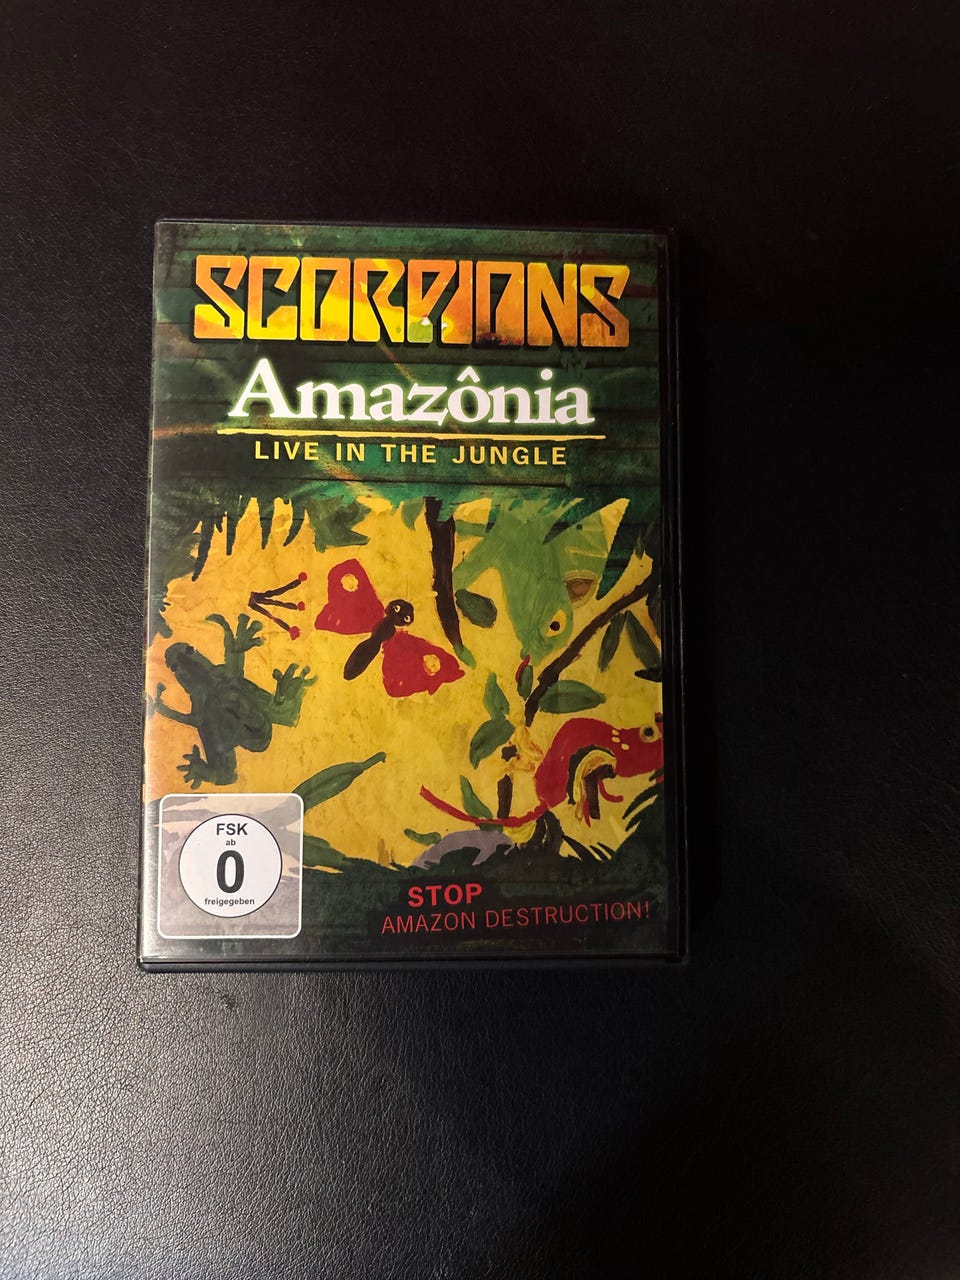 SCORPIONS
Amazônia
LIVE IN THE JUNGLE
FSK
ab
0
freigegeben
STOP
AMAZON DESTRUCTION!